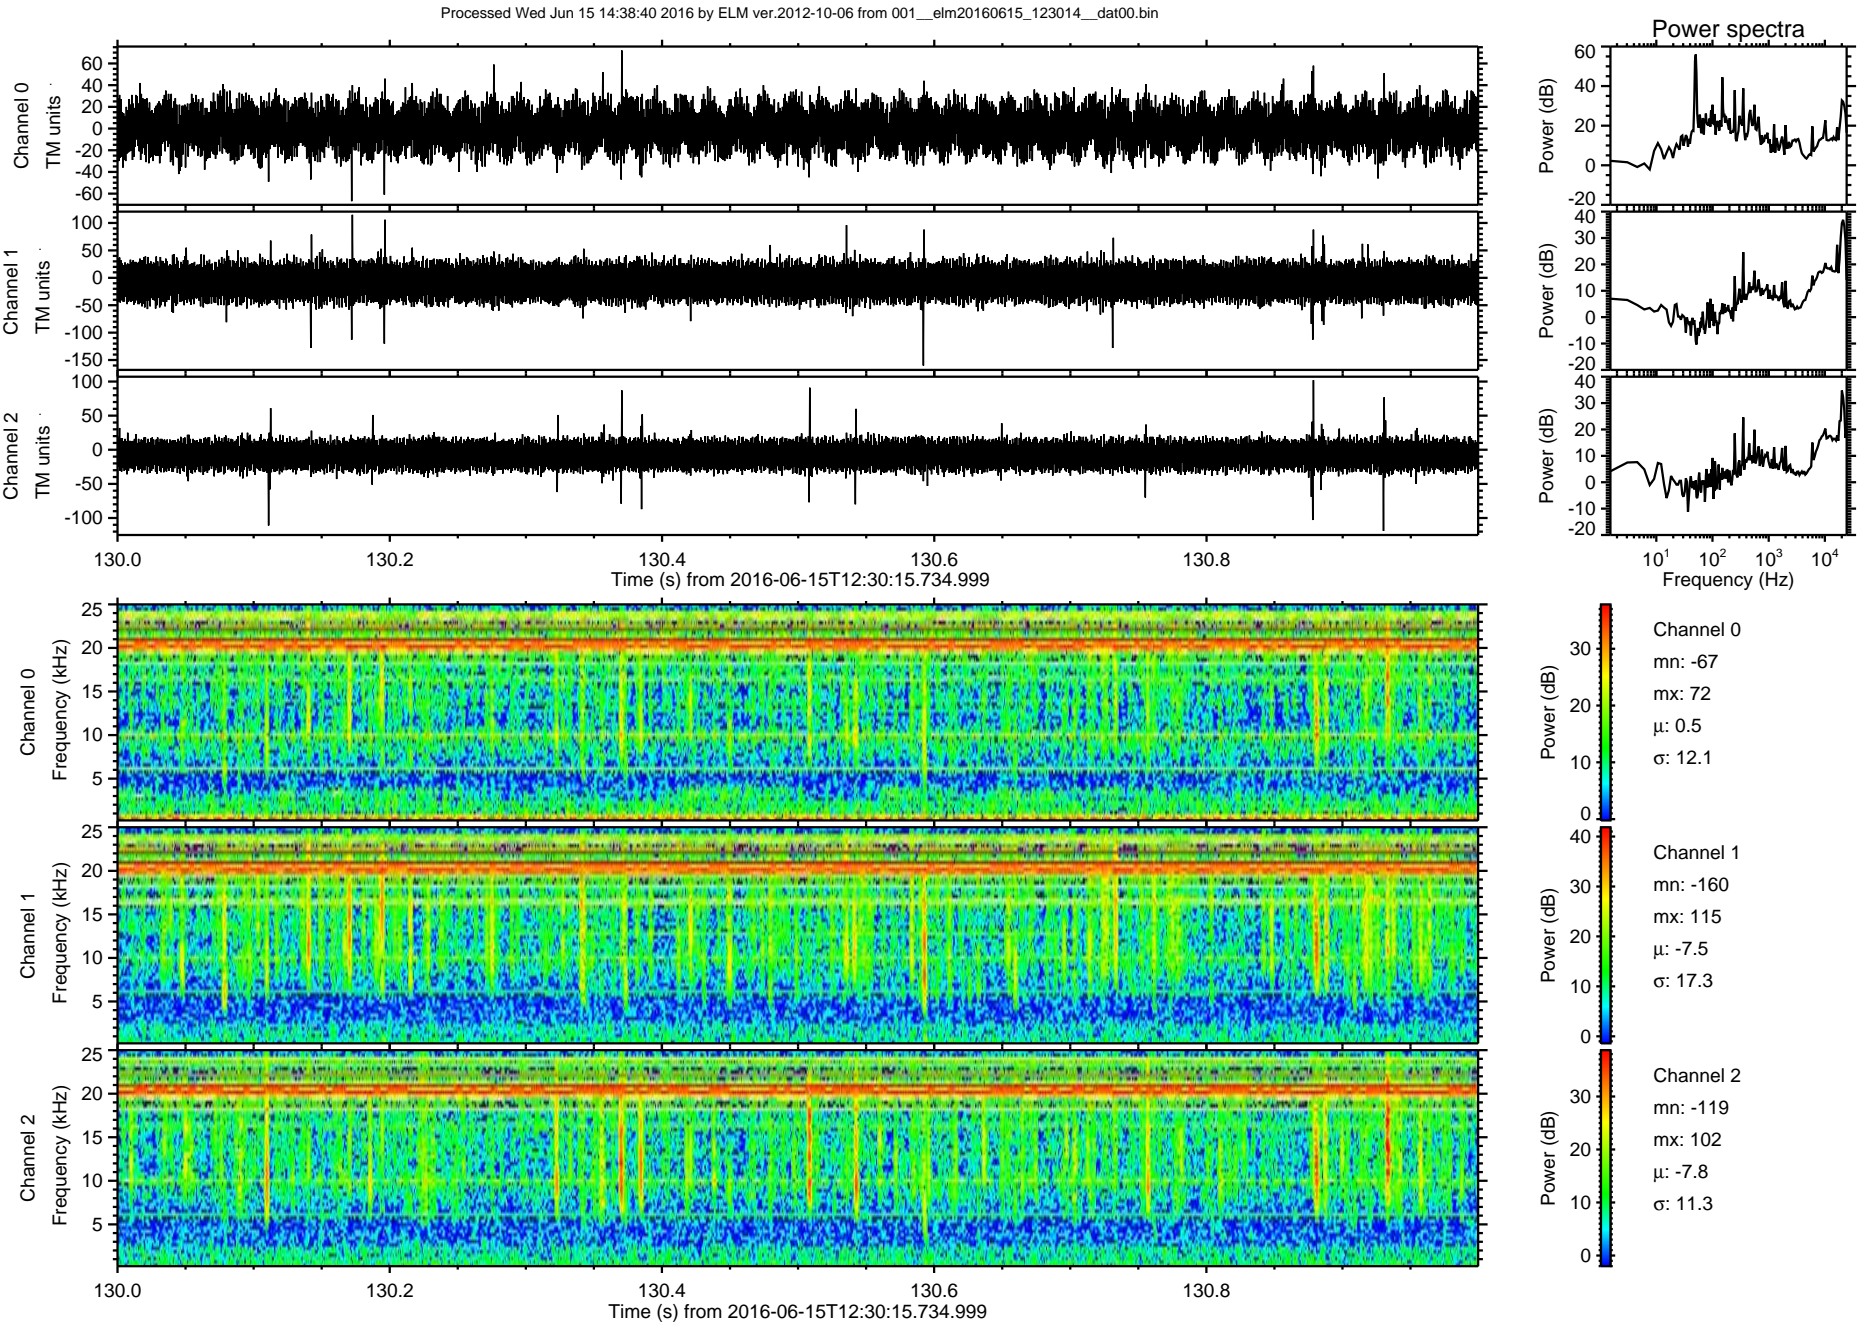 Processed Wed Jun 15 14:38:40 2016 by ELM ver.2012-10-06 from 001__elm20160615_123014__dat00.bin
Power spectra
Channel 0
TM units
60
40
20
0
-20
-40
-60
Power (dB)
60
40
20
0
-20
Channel 1
TM units
100
50
0
-50
-100
-150
Power (dB)
40
30
20
10
0
-10
-20
Channel 2
TM units
100
50
0
-50
-100
Power (dB)
40
30
20
10
0
-10
-20
130.0 130.2 130.4 130.6 130.8
Time (s) from 2016-06-15T12:30:15.734.999
10^1 10^2 10^3 10^4
Frequency (Hz)
Channel 0
Frequency (kHz)
25
20
15
10
5
Power (dB)
30
20
10
0
Channel 0
mn: -67
mx: 72
μ: 0.5
σ: 12.1
Channel 1
Frequency (kHz)
25
20
15
10
5
Power (dB)
40
30
20
10
0
Channel 1
mn: -160
mx: 115
μ: -7.5
σ: 17.3
Channel 2
Frequency (kHz)
25
20
15
10
5
Power (dB)
30
20
10
0
Channel 2
mn: -119
mx: 102
μ: -7.8
σ: 11.3
130.0 130.2 130.4 130.6 130.8
Time (s) from 2016-06-15T12:30:15.734.999